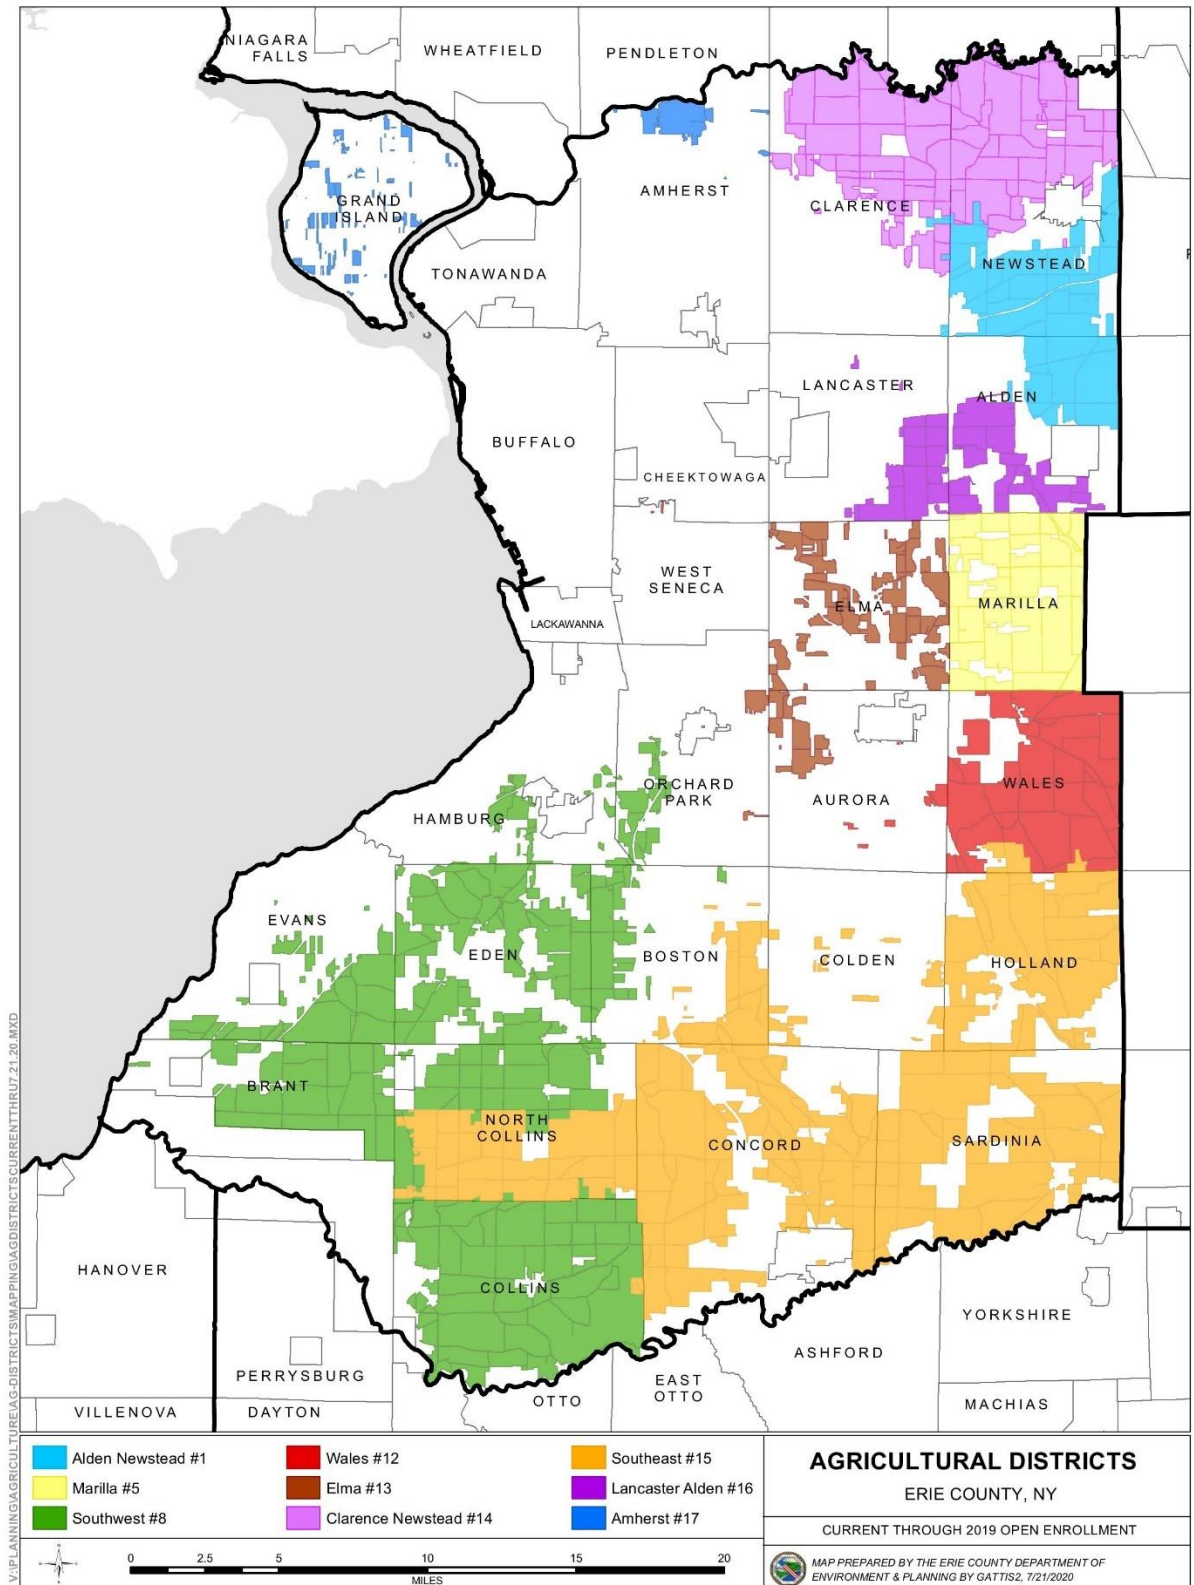 NIAGARA
FALLS
WHEATFIELD
PENDLETON
GRAND
ISLAND
AMHERST
CLARENCE
TONAWANDA
NEWSTEAD
LANCASTER
ALDEN
BUFFALO
CHEEKTOWAGA
WEST
SENECA
ELMA
MARILLA
LACKAWANNA
ORCHARD
PARK
WALES
HAMBURG
AURORA
EVANS
EDEN
BOSTON
COLDEN
HOLLAND
BRANT
NORTH
COLLINS
CONCORD
SARDINIA
HANOVER
COLLINS
YORKSHIRE
ASHFORD
PERRYSBURG
EAST
OTTO
OTTO
VILLENOVA
DAYTON
MACHIAS
V:\PLANNING\AGRICULTURE\AG-DISTRICTS\MAPPING\AGDISTRICTSCURRENTTHRU7.21.20.MXD
Alden Newstead #1
Marilla #5
Southwest #8
Wales #12
Elma #13
Clarence Newstead #14
Southeast #15
Lancaster Alden #16
Amherst #17
0 2.5 5 10 15 20
MILES
AGRICULTURAL DISTRICTS
ERIE COUNTY, NY
CURRENT THROUGH 2019 OPEN ENROLLMENT
MAP PREPARED BY THE ERIE COUNTY DEPARTMENT OF
ENVIRONMENT & PLANNING BY GATTIS2, 7/21/2020